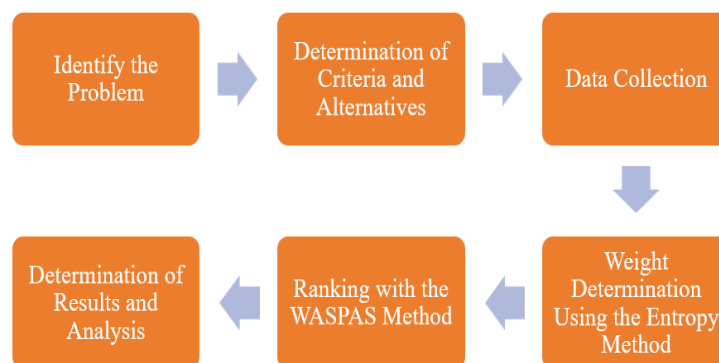 Identify the
Problem
Determination of
Criteria and
Alternatives
Data Collection
Weight
Determination
Using the Entropy
Method
Ranking with the
WASPAS Method
Determination of
Results and
Analysis